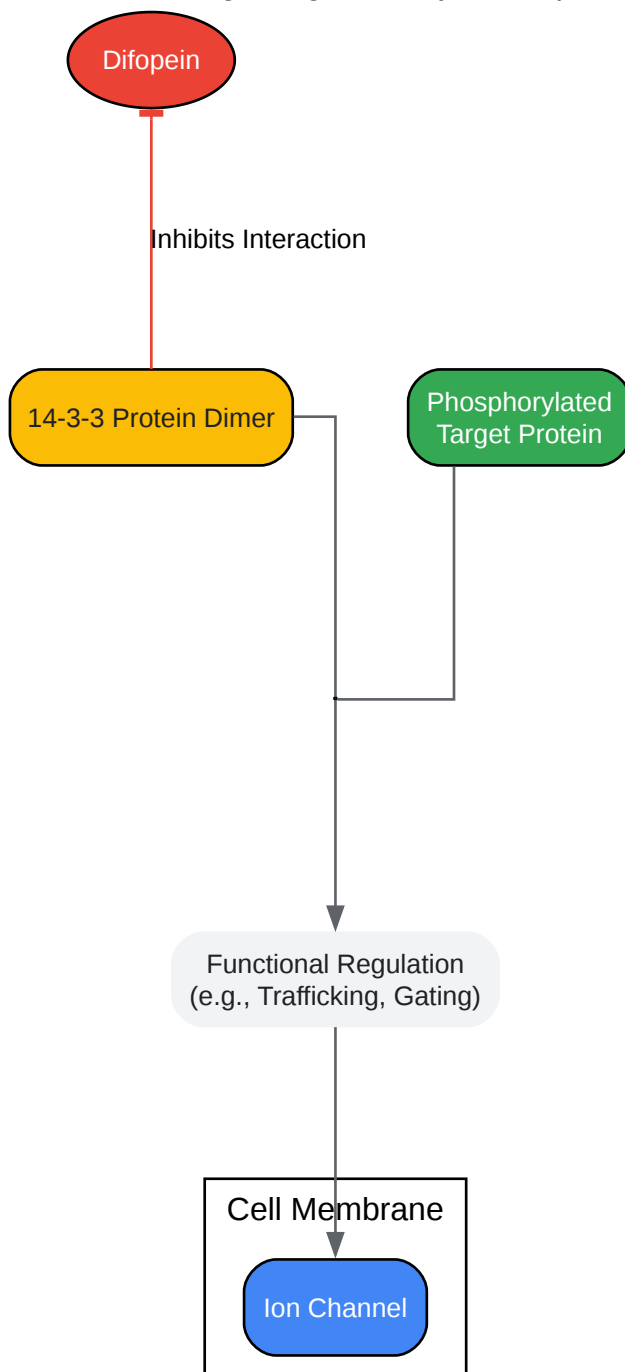 Difopein
Inhibits Interaction
14-3-3 Protein Dimer
Phosphorylated
Target Protein
Functional Regulation
(e.g., Trafficking, Gating)
Cell Membrane
Ion Channel